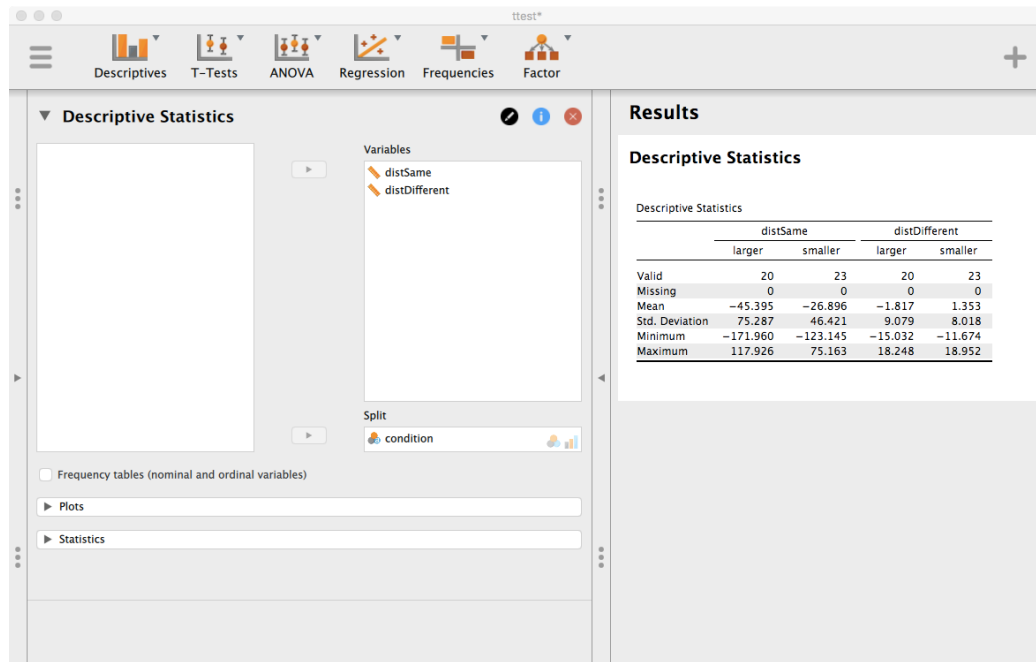 ttest*
Descriptives T-Tests ANOVA Regression Frequencies Factor
Descriptive Statistics
Variables
distSame
distDifferent
Split
condition
Frequency tables (nominal and ordinal variables)
Plots
Statistics
Results
Descriptive Statistics
Descriptive Statistics
distSame distDifferent
larger smaller larger smaller
Valid 20 23 20 23
Missing 0 0 0 0
Mean −45.395 −26.896 −1.817 1.353
Std. Deviation 75.287 46.421 9.079 8.018
Minimum −171.960 −123.145 −15.032 −11.674
Maximum 117.926 75.163 18.248 18.952